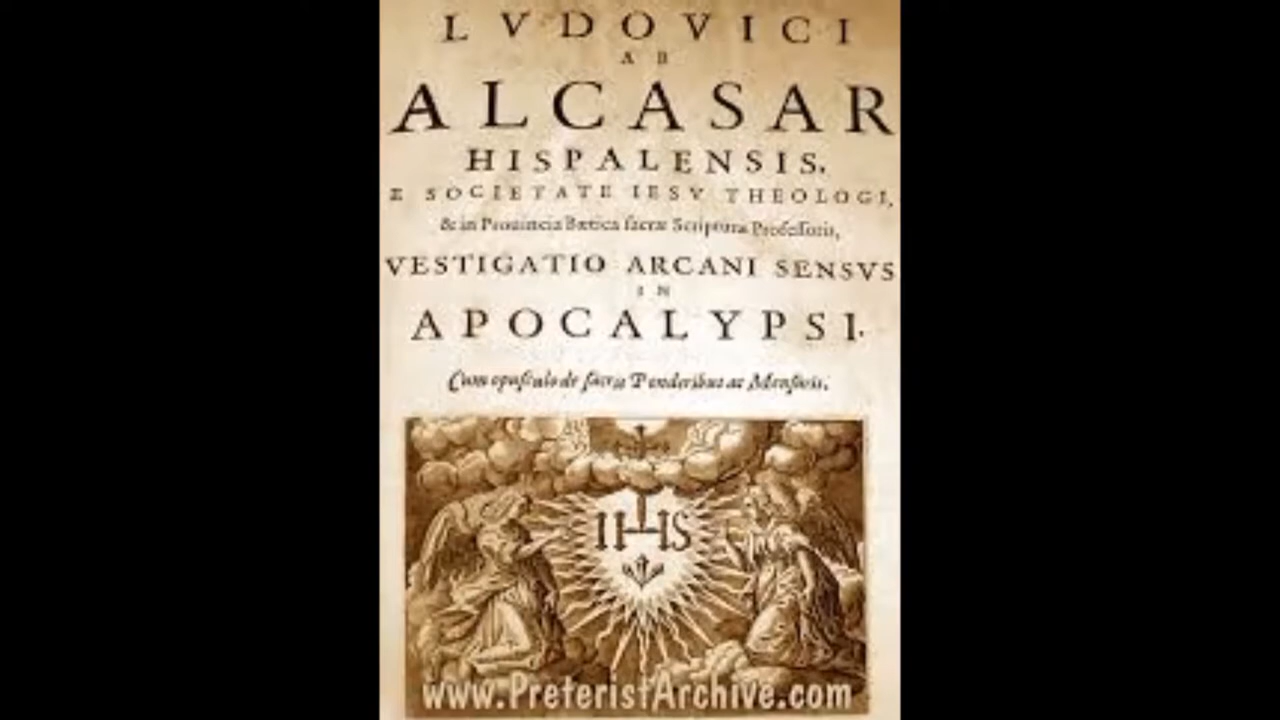 LVDOVICI
AB
ALCASAR
HISPALENSIS,
E SOCIETATE IESV THEOLOGI,
& in Prouincia Bætica sacræ Scripturæ Professoris,
VESTIGATIO ARCANI SENSVS
IN
APOCALYPSI.
Cum opusculo de sacris Ponderibus ac Mensuris.
IHS
www.PreteristArchive.com